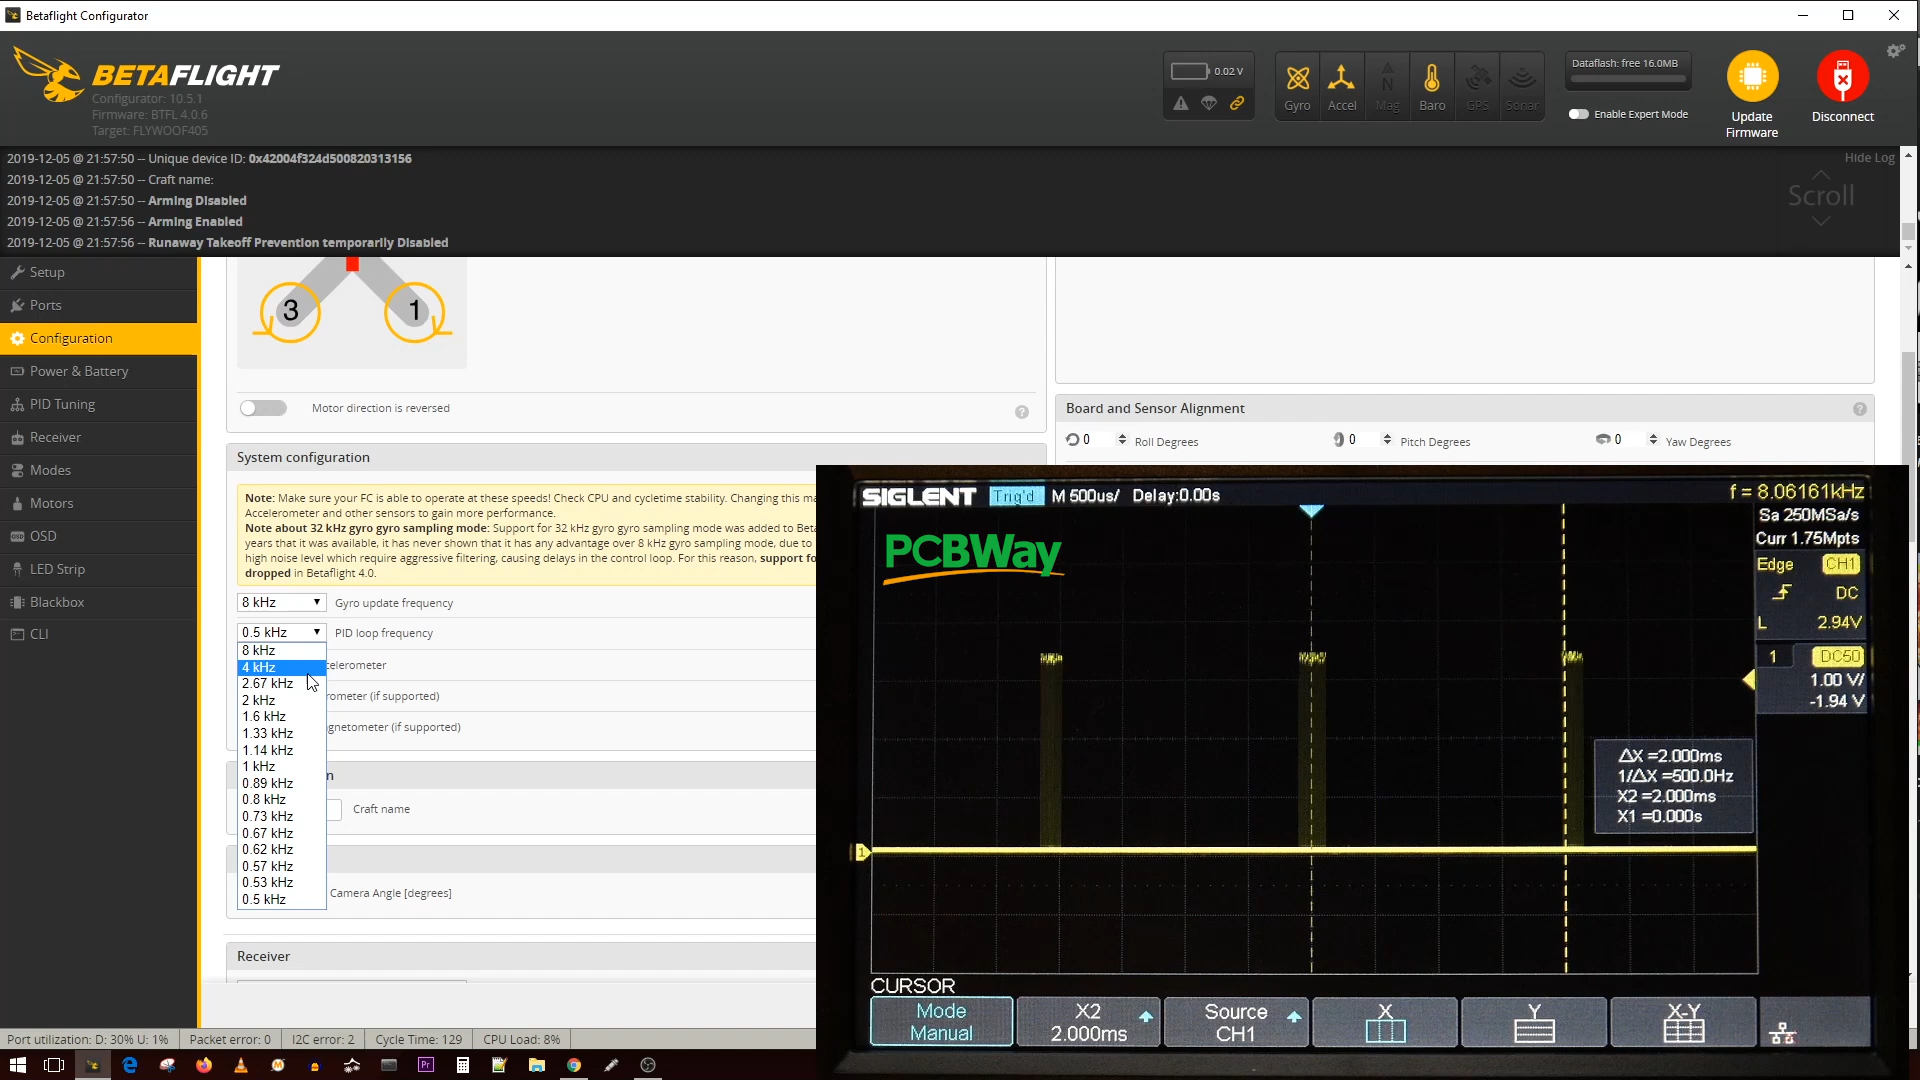 Betaflight Configurator
BETAFLIGHT
Configurator: 10.5.1
Firmware: BTFL 4.0.6
Target: FLYWOOF405
0.02 V
Gyro
Accel
Mag
Baro
GPS
Sonar
Dataflash: free 16.0MB
Enable Expert Mode
Update
Firmware
Disconnect
2019-12-05 @ 21:57:50 -- Unique device ID: 0x42004f324d500820313156
2019-12-05 @ 21:57:50 -- Craft name:
2019-12-05 @ 21:57:50 -- Arming Disabled
2019-12-05 @ 21:57:56 -- Arming Enabled
2019-12-05 @ 21:57:56 -- Runaway Takeoff Prevention temporarily Disabled
Hide Log
Scroll
Setup
Ports
Configuration
Power & Battery
PID Tuning
Receiver
Modes
Motors
OSD
LED Strip
Blackbox
CLI
3
1
Motor direction is reversed
System configuration
Note: Make sure your FC is able to operate at these speeds! Check CPU and cycletime stability. Changing this ma
Accelerometer and other sensors to gain more performance.
Note about 32 kHz gyro gyro sampling mode: Support for 32 kHz gyro gyro sampling mode was added to Beta
years that it was available, it has never shown that it has any advantage over 8 kHz gyro sampling mode, due to
high noise level which require aggressive filtering, causing delays in the control loop. For this reason, support fo
dropped in Betaflight 4.0.
8 kHz
Gyro update frequency
0.5 kHz
PID loop frequency
8 kHz
4 kHz
2.67 kHz
2 kHz
1.6 kHz
1.33 kHz
1.14 kHz
1 kHz
0.89 kHz
0.8 kHz
0.73 kHz
0.67 kHz
0.62 kHz
0.57 kHz
0.53 kHz
0.5 kHz
celerometer
rometer (if supported)
gnetometer (if supported)
n
Craft name
Camera Angle [degrees]
Receiver
Board and Sensor Alignment
0 Roll Degrees
0 Pitch Degrees
0 Yaw Degrees
SIGLENT
Trig'd
M 500us/
Delay:0.00s
f = 8.06161kHz
Sa 250MSa/s
Curr 1.75Mpts
Edge CH1
DC
L 2.94V
1 DC50
1.00 V/
-1.94 V
PCBWay
ΔX =2.000ms
1/ΔX =500.0Hz
X2 =2.000ms
X1 =0.000s
1
CURSOR
Mode
Manual
X2
2.000ms
Source
CH1
X
Y
X-Y
Port utilization: D: 30% U: 1%
Packet error: 0
I2C error: 2
Cycle Time: 129
CPU Load: 8%
Pr